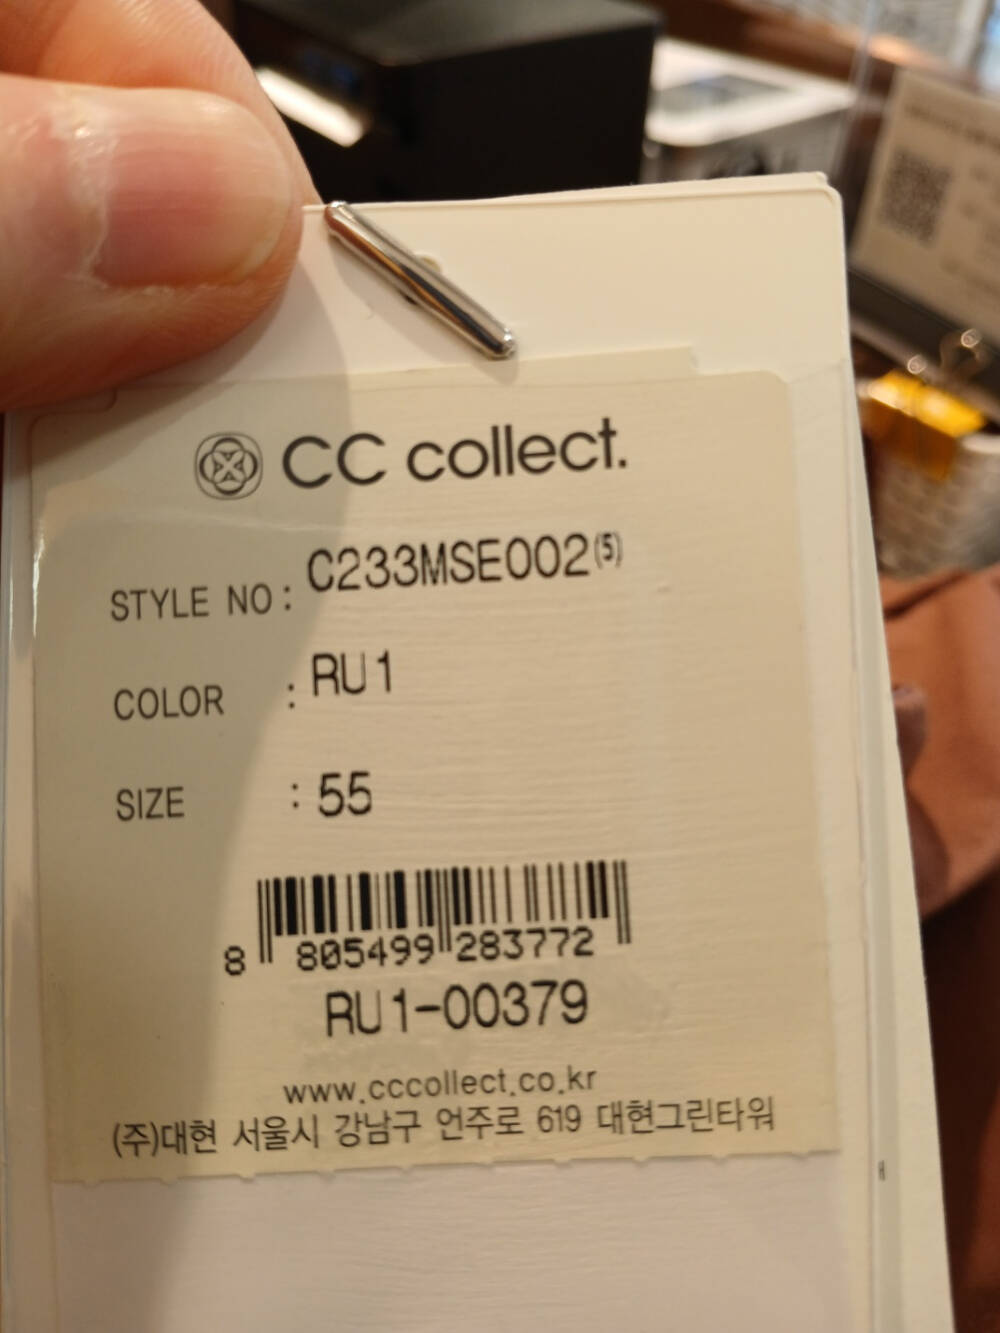 CC collect.
STYLE NO : C233MSE002(5)
COLOR : RU1
SIZE : 55
8 805499 283772
RU1-00379
www.cccollect.co.kr
(주)대현 서울시 강남구 언주로 619 대현그린타워
H